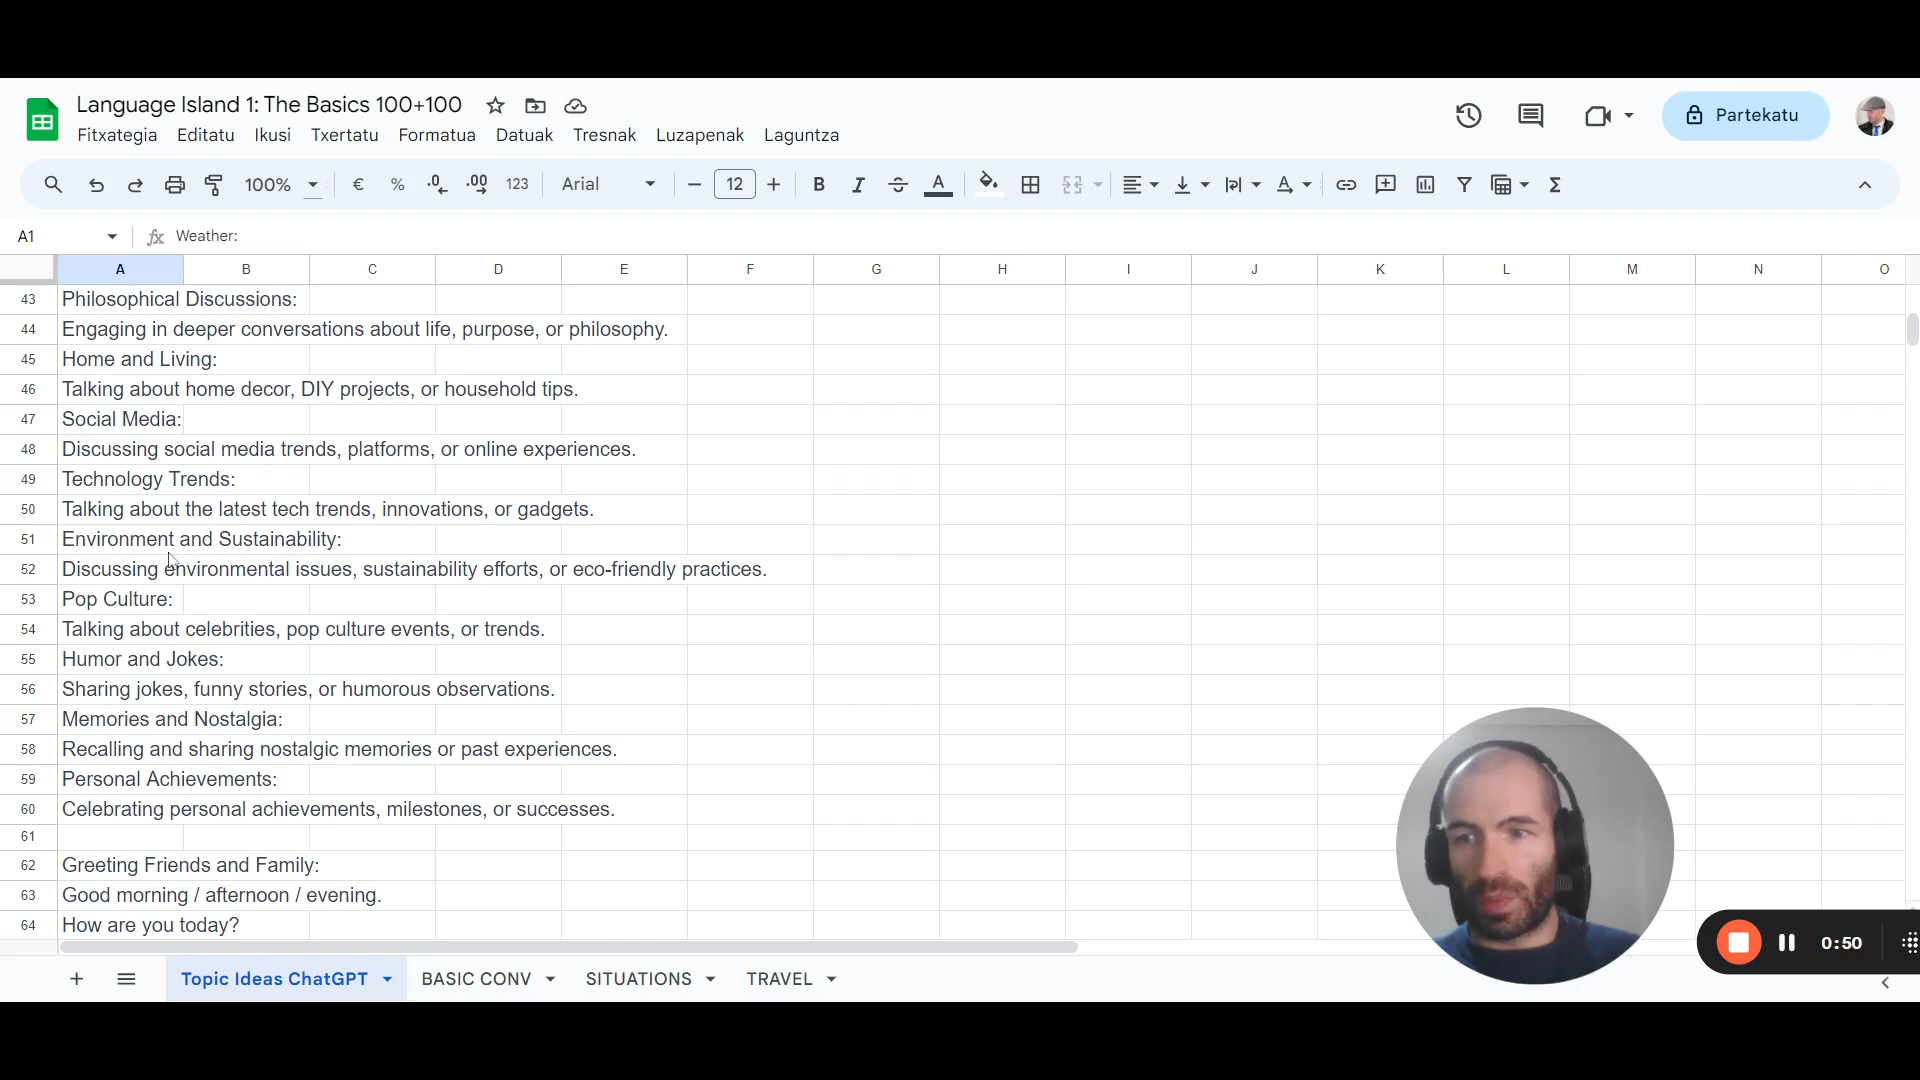 Language Island 1: The Basics 100+100
Fitxategia Editatu Ikusi Txertatu Formatua Datuak Tresnak Luzapenak Laguntza
Partekatu
100% € % .0 .00 123 Arial 12 B I A Σ
A1 fx Weather:
A B C D E F G H I J K L M N O
43 Philosophical Discussions:
44 Engaging in deeper conversations about life, purpose, or philosophy.
45 Home and Living:
46 Talking about home decor, DIY projects, or household tips.
47 Social Media:
48 Discussing social media trends, platforms, or online experiences.
49 Technology Trends:
50 Talking about the latest tech trends, innovations, or gadgets.
51 Environment and Sustainability:
52 Discussing environmental issues, sustainability efforts, or eco-friendly practices.
53 Pop Culture:
54 Talking about celebrities, pop culture events, or trends.
55 Humor and Jokes:
56 Sharing jokes, funny stories, or humorous observations.
57 Memories and Nostalgia:
58 Recalling and sharing nostalgic memories or past experiences.
59 Personal Achievements:
60 Celebrating personal achievements, milestones, or successes.
61
62 Greeting Friends and Family:
63 Good morning / afternoon / evening.
64 How are you today?
0:50
Topic Ideas ChatGPT BASIC CONV SITUATIONS TRAVEL